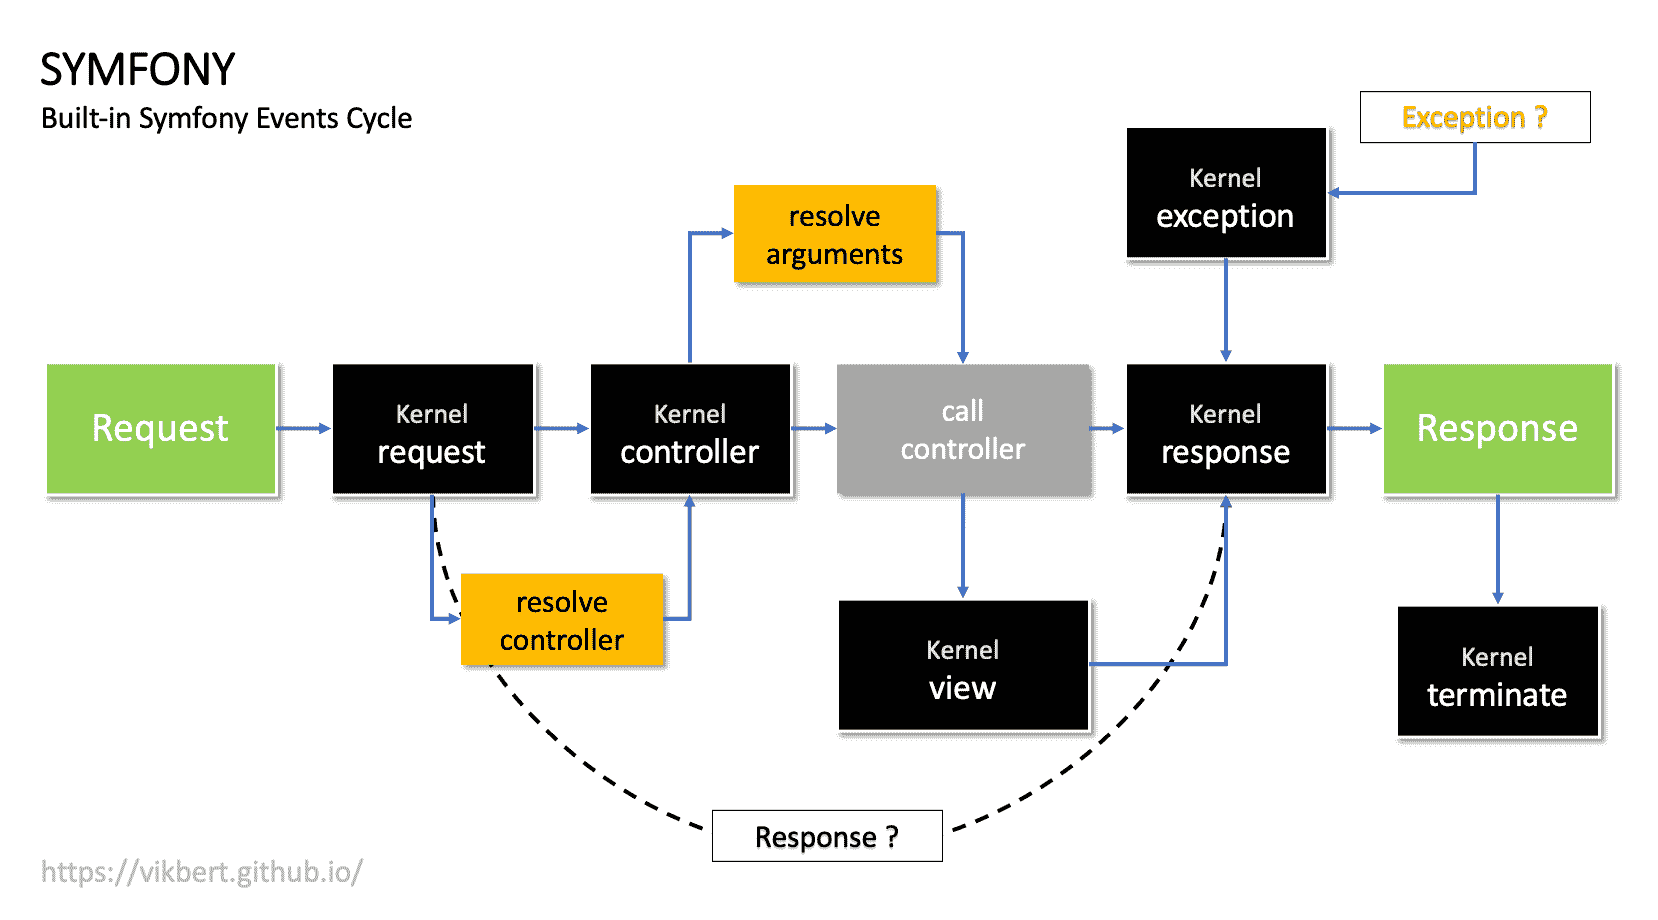 SYMFONY
Built-in Symfony Events Cycle
Exception ?
Kernel
exception
resolve
arguments
Request
Kernel
request
Kernel
controller
call
controller
Kernel
response
Response
resolve
controller
Kernel
view
Kernel
terminate
Response ?
https://vikbert.github.io/